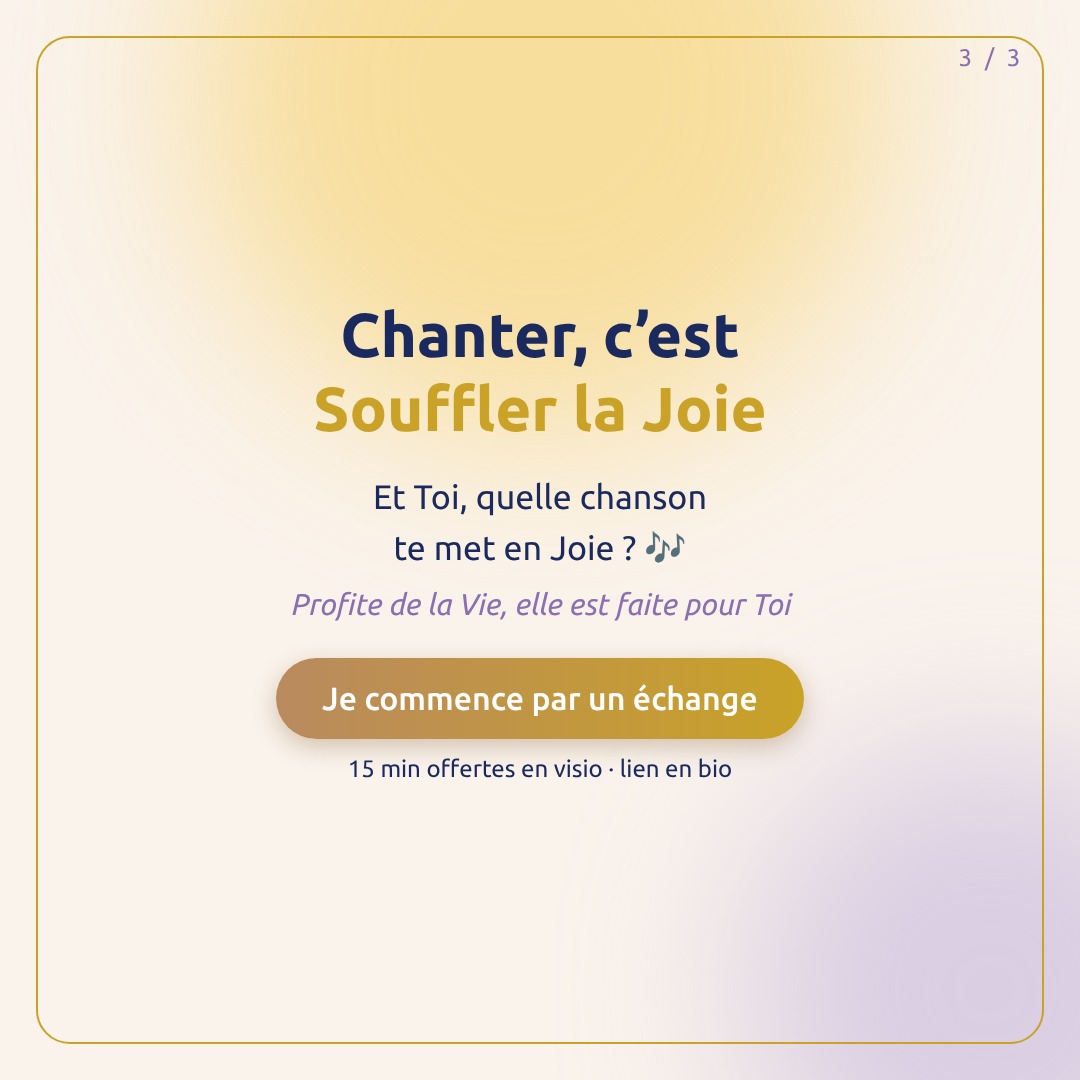 3 / 3
Chanter, c’est
Souffler la Joie
Et Toi, quelle chanson
te met en Joie ? 🎶
Profite de la Vie, elle est faite pour Toi
Je commence par un échange
15 min offertes en visio · lien en bio